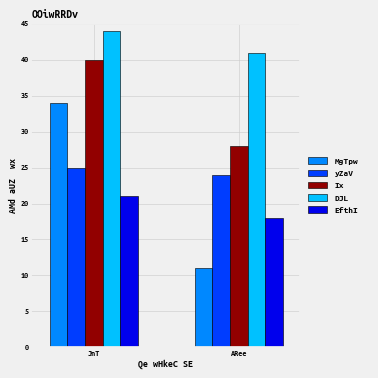 OOiwRRDv
45
40
35
30
25
20
15
10
5
0
AMd aUZ  wx
JnT
ARee
Qe wHkeC SE
MgTpw
yZaV
Ix
DJL
EfthI